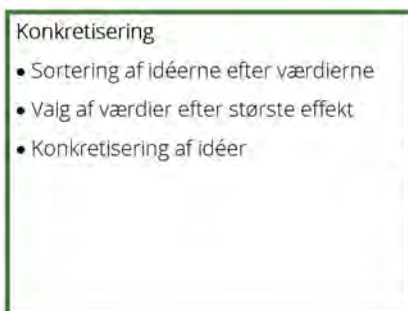 Konkretisering
• Sortering af idéerne efter værdierne
• Valg af værdier efter største effekt
• Konkretisering af idéer